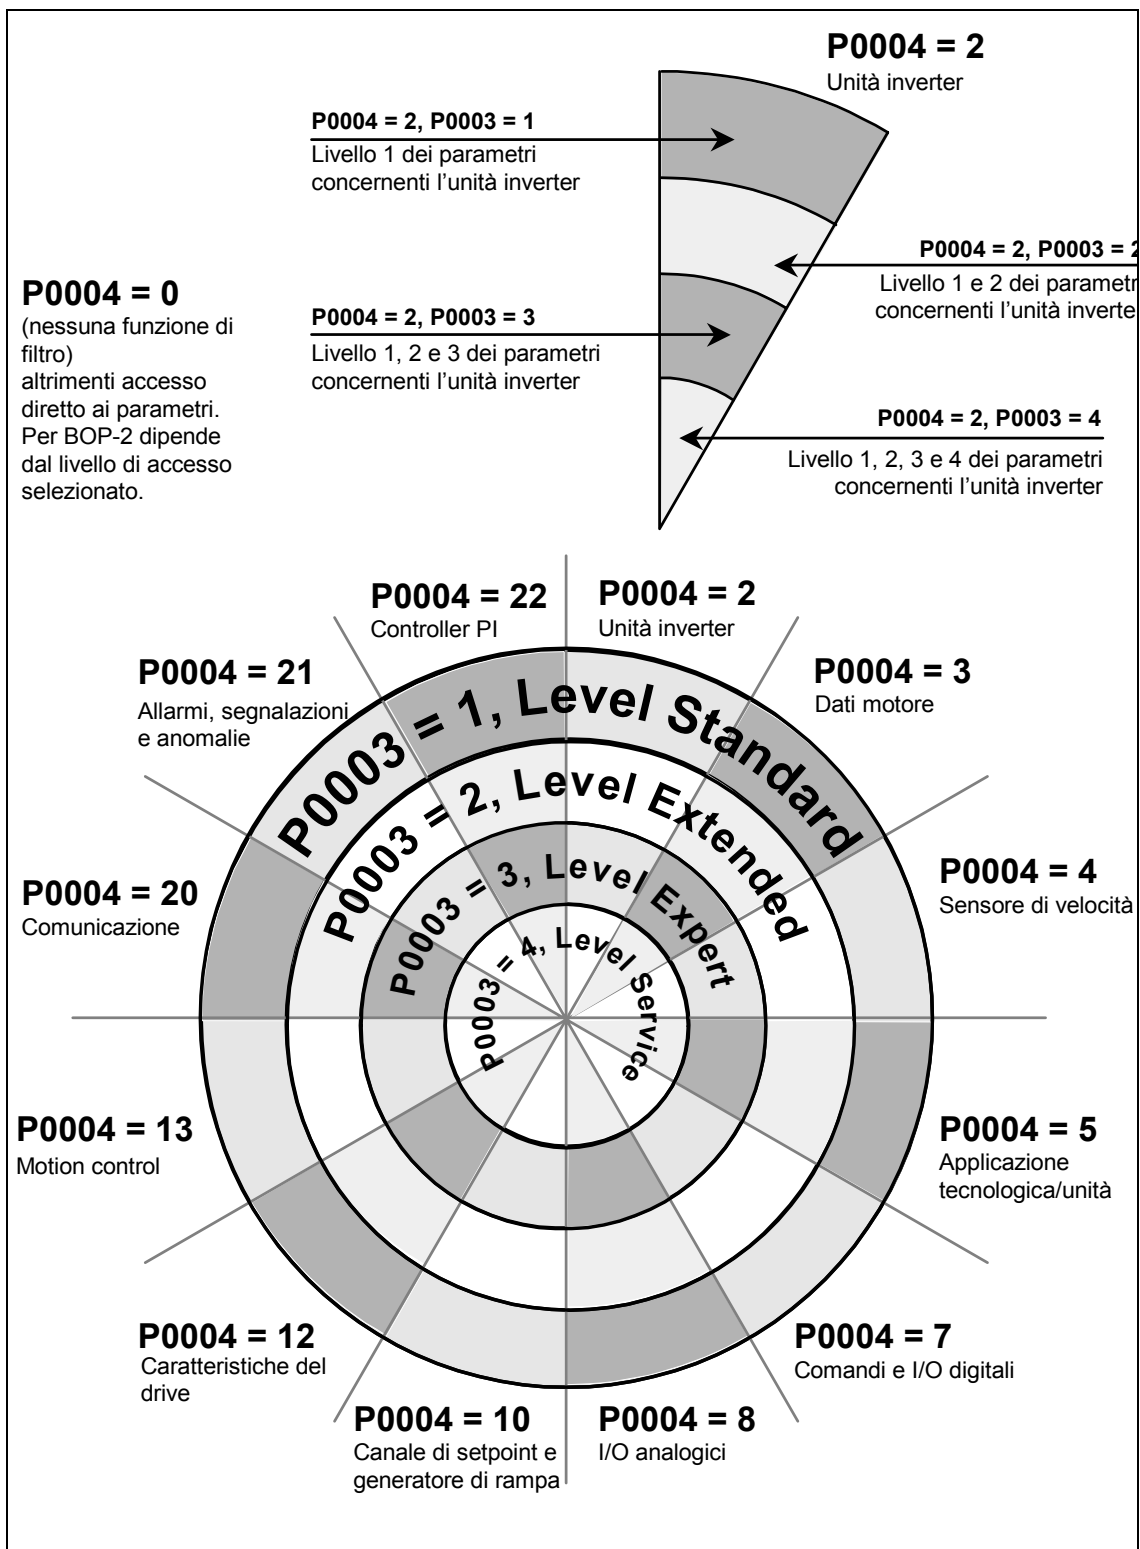 P0004 = 2
Unità inverter
P0004 = 2, P0003 = 1
Livello 1 dei parametri
concernenti l'unità inverter
P0004 = 2, P0003 = 2
Livello 1 e 2 dei parametr
concernenti l'unità inverte
P0004 = 0
(nessuna funzione di
filtro)
altrimenti accesso
diretto ai parametri.
Per BOP-2 dipende
dal livello di accesso
selezionato.
P0004 = 2, P0003 = 3
Livello 1, 2 e 3 dei parametri
concernenti l'unità inverter
P0004 = 2, P0003 = 4
Livello 1, 2, 3 e 4 dei parametri
concernenti l'unità inverter
P0004 = 22
Controller PI
P0004 = 2
Unità inverter
P0004 = 21
Allarmi, segnalazioni
e anomalie
P0004 = 3
Dati motore
P0003 = 1, Level Standard
P0003 = 2, Level Extended
P0003 = 3, Level Expert
P0003 = 4, Level Service
P0004 = 20
Comunicazione
P0004 = 4
Sensore di velocità
P0004 = 13
Motion control
P0004 = 5
Applicazione
tecnologica/unità
P0004 = 12
Caratteristiche del
drive
P0004 = 7
Comandi e I/O digitali
P0004 = 10
Canale di setpoint e
generatore di rampa
P0004 = 8
I/O analogici